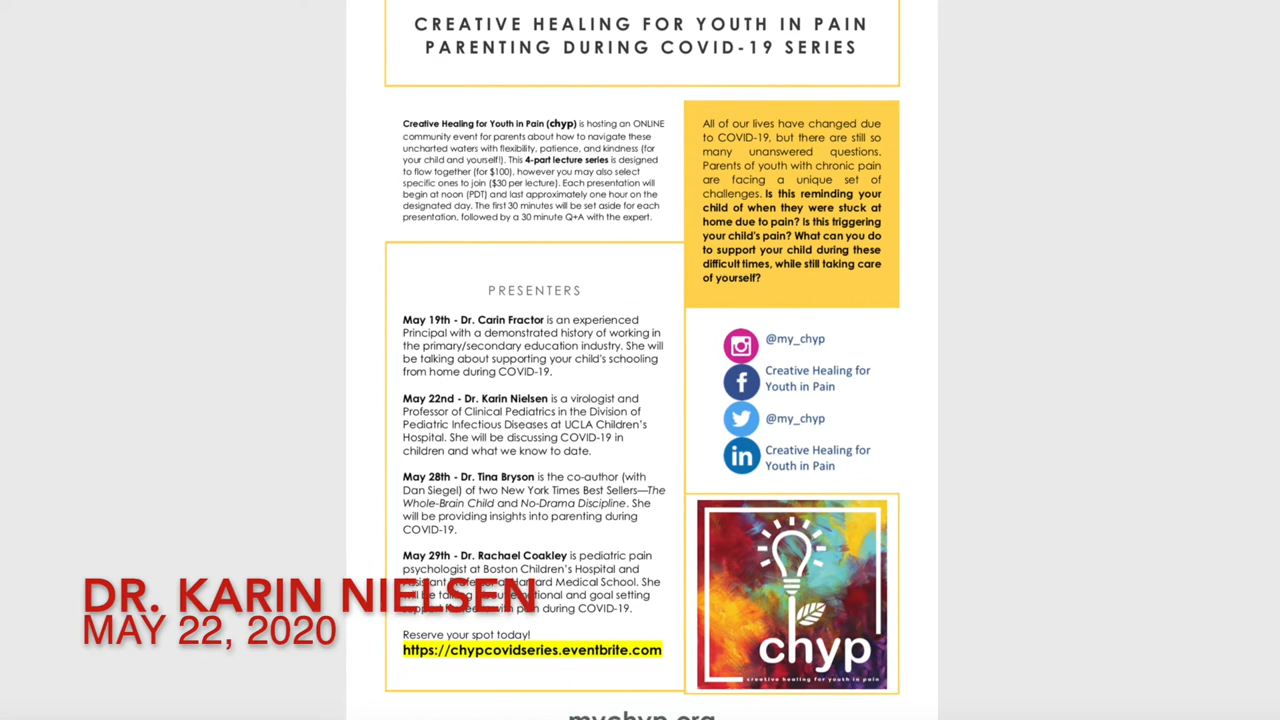 CREATIVE HEALING FOR YOUTH IN PAIN
PARENTING DURING COVID-19 SERIES
Creative Healing for Youth in Pain (chyp) is hosting an ONLINE
community event for parents about how to navigate these
uncharted waters with flexibility, patience, and kindness (for
your child and yourself!). This 4-part lecture series is designed
to flow together (for $100), however you may also select
specific ones to join ($30 per lecture). Each presentation will
begin at noon (PDT) and last approximately one hour on the
designated day. The first 30 minutes will be set aside for each
presentation, followed by a 30 minute Q+A with the expert.
All of our lives have changed due
to COVID-19, but there are still so
many unanswered questions.
Parents of youth with chronic pain
are facing a unique set of
challenges. Is this reminding your
child of when they were stuck at
home due to pain? Is this triggering
your child's pain? What can you do
to support your child during these
difficult times, while still taking care
of yourself?
PRESENTERS
May 19th - Dr. Carin Fractor is an experienced
Principal with a demonstrated history of working in
the primary/secondary education industry. She will
be talking about supporting your child's schooling
from home during COVID-19.
May 22nd - Dr. Karin Nielsen is a virologist and
Professor of Clinical Pediatrics in the Division of
Pediatric Infectious Diseases at UCLA Children's
Hospital. She will be discussing COVID-19 in
children and what we know to date.
May 28th - Dr. Tina Bryson is the co-author (with
Dan Siegel) of two New York Times Best Sellers—The
Whole-Brain Child and No-Drama Discipline. She
will be providing insights into parenting during
COVID-19.
May 29th - Dr. Rachael Coakley is pediatric pain
psychologist at Boston Children's Hospital and
Harvard Medical School. She
will be and goal setting
with pain during COVID-19.
Reserve your spot today!
https://chypcovidseries.eventbrite.com
@my_chyp
Creative Healing for
Youth in Pain
@my_chyp
in
Creative Healing for
Youth in Pain
chyp
creative healing for youth in pain
DR. KARIN NIELSEN
MAY 22, 2020
mychyp.org